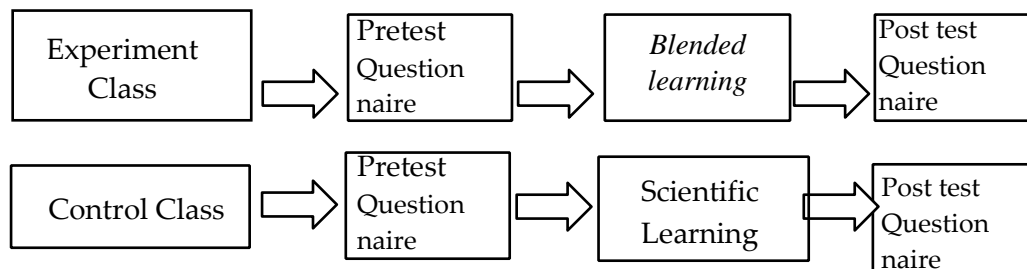 Experiment
Class
Pretest
Question
naire
Blended
learning
Post test
Question
naire
Control Class
Pretest
Question
naire
Scientific
Learning
Post test
Question
naire